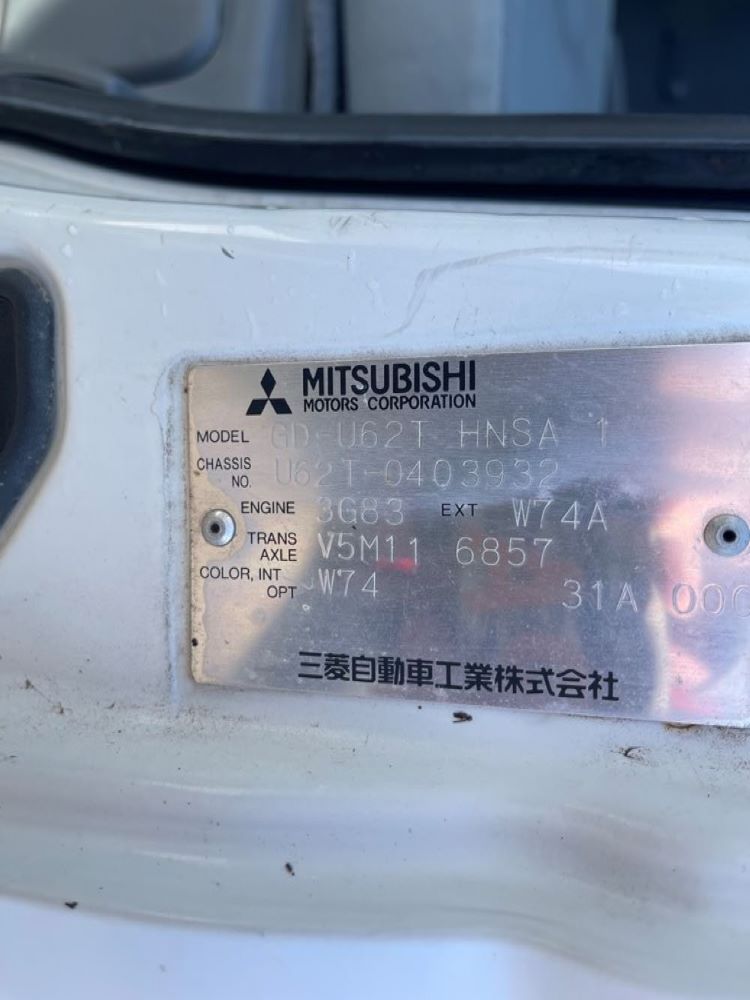 MITSUBISHI
MOTORS CORPORATION
MODEL GD-U62T HNSA 1
CHASSIS NO. U62T-0403932
ENGINE 3G83 EXT W74A
TRANS AXLE V5M11 6857
COLOR, INT OPT W74 31A 000
三菱自動車工業株式会社